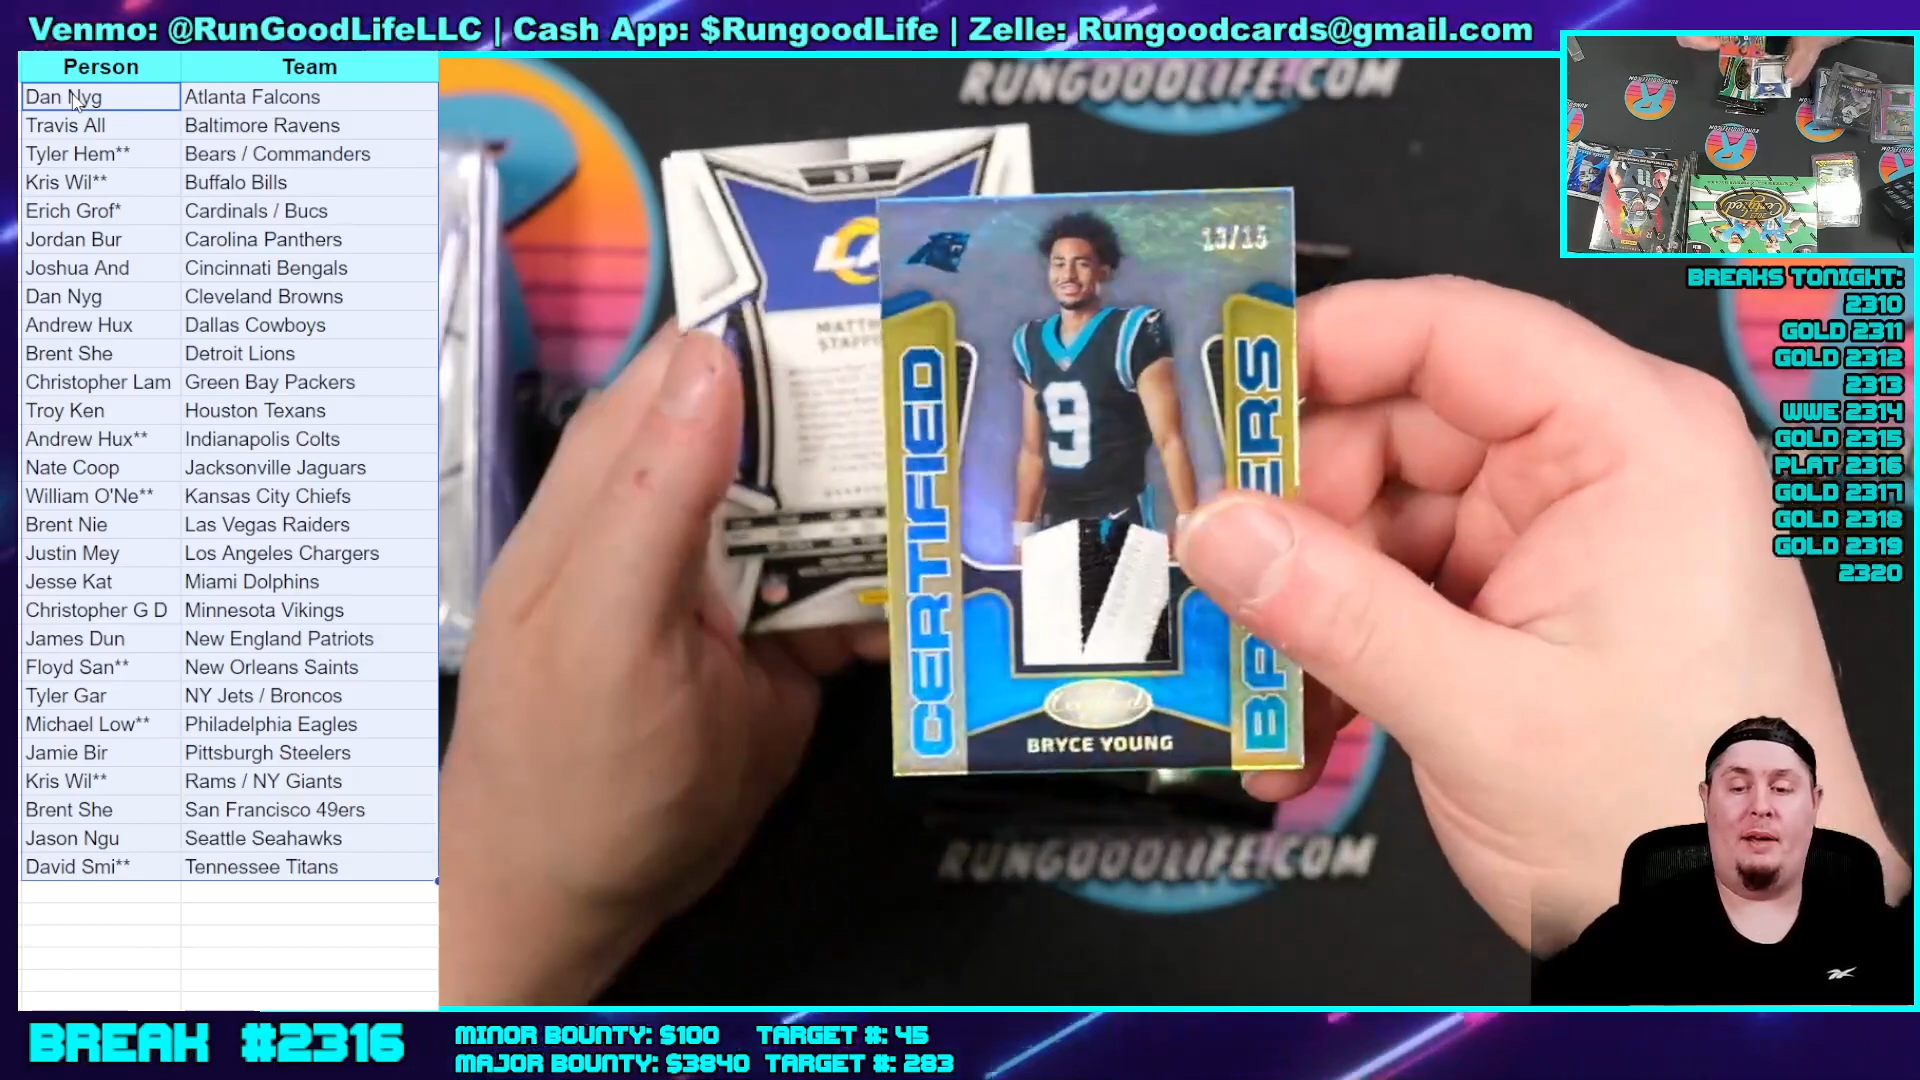 Venmo: @RunGoodLifeLLC | Cash App: $RungoodLife | Zelle: Rungoodcards@gmail.com
Person Team
Dan Nyg Atlanta Falcons
Travis All Baltimore Ravens
Tyler Hem** Bears / Commanders
Kris Wil** Buffalo Bills
Erich Grof* Cardinals / Bucs
Jordan Bur Carolina Panthers
Joshua And Cincinnati Bengals
Dan Nyg Cleveland Browns
Andrew Hux Dallas Cowboys
Brent She Detroit Lions
Christopher Lam Green Bay Packers
Troy Ken Houston Texans
Andrew Hux** Indianapolis Colts
Nate Coop Jacksonville Jaguars
William O'Ne** Kansas City Chiefs
Brent Nie Las Vegas Raiders
Justin Mey Los Angeles Chargers
Jesse Kat Miami Dolphins
Christopher G D Minnesota Vikings
James Dun New England Patriots
Floyd San** New Orleans Saints
Tyler Gar NY Jets / Broncos
Michael Low** Philadelphia Eagles
Jamie Bir Pittsburgh Steelers
Kris Wil** Rams / NY Giants
Brent She San Francisco 49ers
Jason Ngu Seattle Seahawks
David Smi** Tennessee Titans
RUNGOODLIFE.COM
LA
13/15
9
CERTIFIED
Certified
BRYCE YOUNG
RUNGOODLIFE.COM
BREAKS TONIGHT:
2310
GOLD 2311
GOLD 2312
2313
WWE 2314
GOLD 2315
PLAT 2316
GOLD 2317
GOLD 2318
GOLD 2319
2320
BREAK #2316
MINOR BOUNTY: $100 TARGET #: 45
MAJOR BOUNTY: $3840 TARGET #: 283